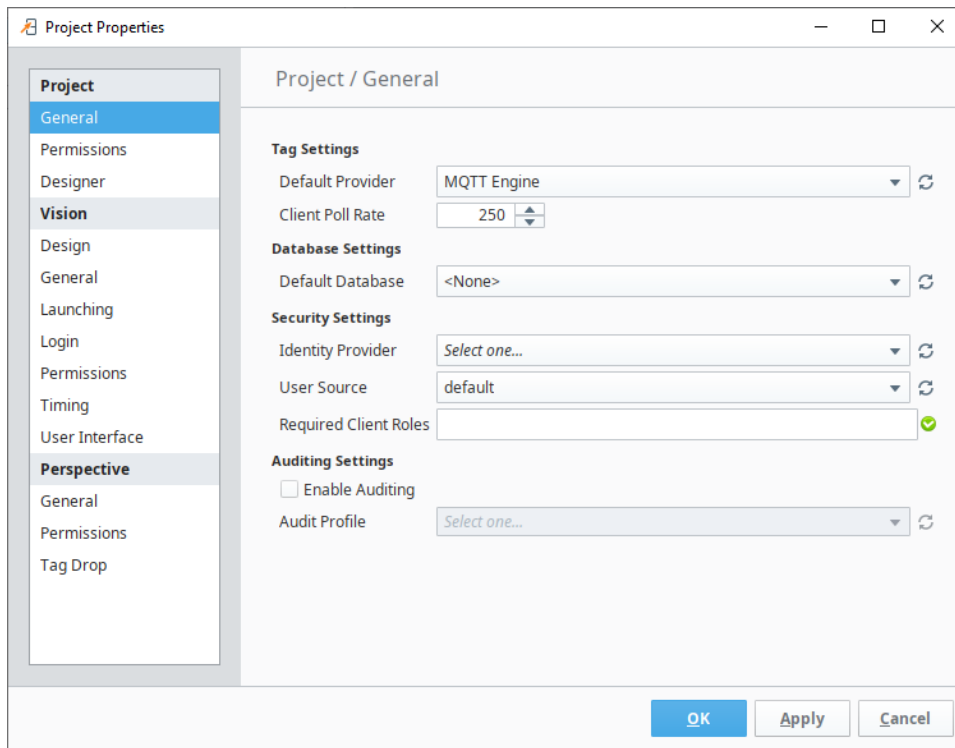 Project Properties
Project
General
Permissions
Designer
Vision
Design
General
Launching
Login
Permissions
Timing
User Interface
Perspective
General
Permissions
Tag Drop
Project / General
Tag Settings
Default Provider MQTT Engine
Client Poll Rate 250
Database Settings
Default Database <None>
Security Settings
Identity Provider Select one...
User Source default
Required Client Roles
Auditing Settings
Enable Auditing
Audit Profile Select one...
OK Apply Cancel